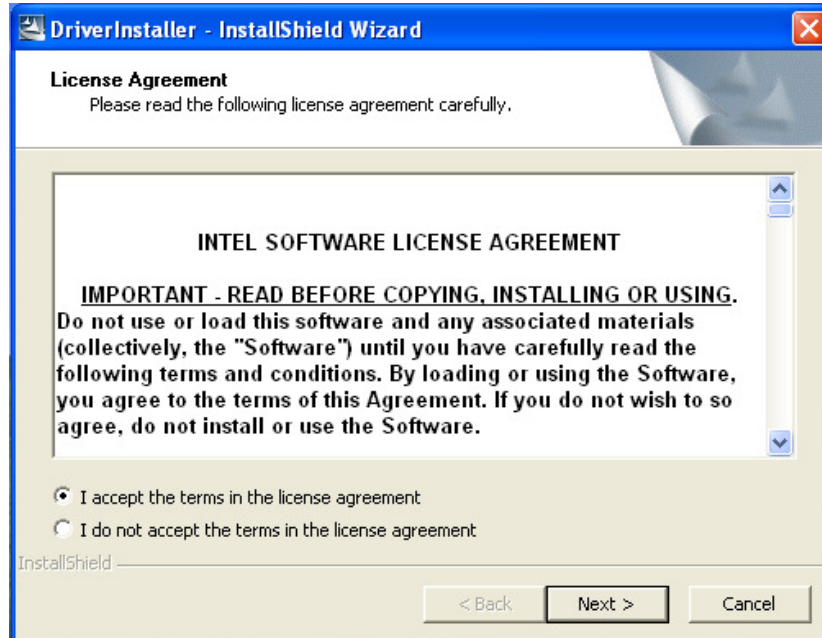 DriverInstaller - InstallShield Wizard
License Agreement
Please read the following license agreement carefully.
INTEL SOFTWARE LICENSE AGREEMENT
IMPORTANT - READ BEFORE COPYING, INSTALLING OR USING.
Do not use or load this software and any associated materials
(collectively, the "Software") until you have carefully read the
following terms and conditions. By loading or using the Software,
you agree to the terms of this Agreement. If you do not wish to so
agree, do not install or use the Software.
I accept the terms in the license agreement
I do not accept the terms in the license agreement
InstallShield
< Back Next > Cancel